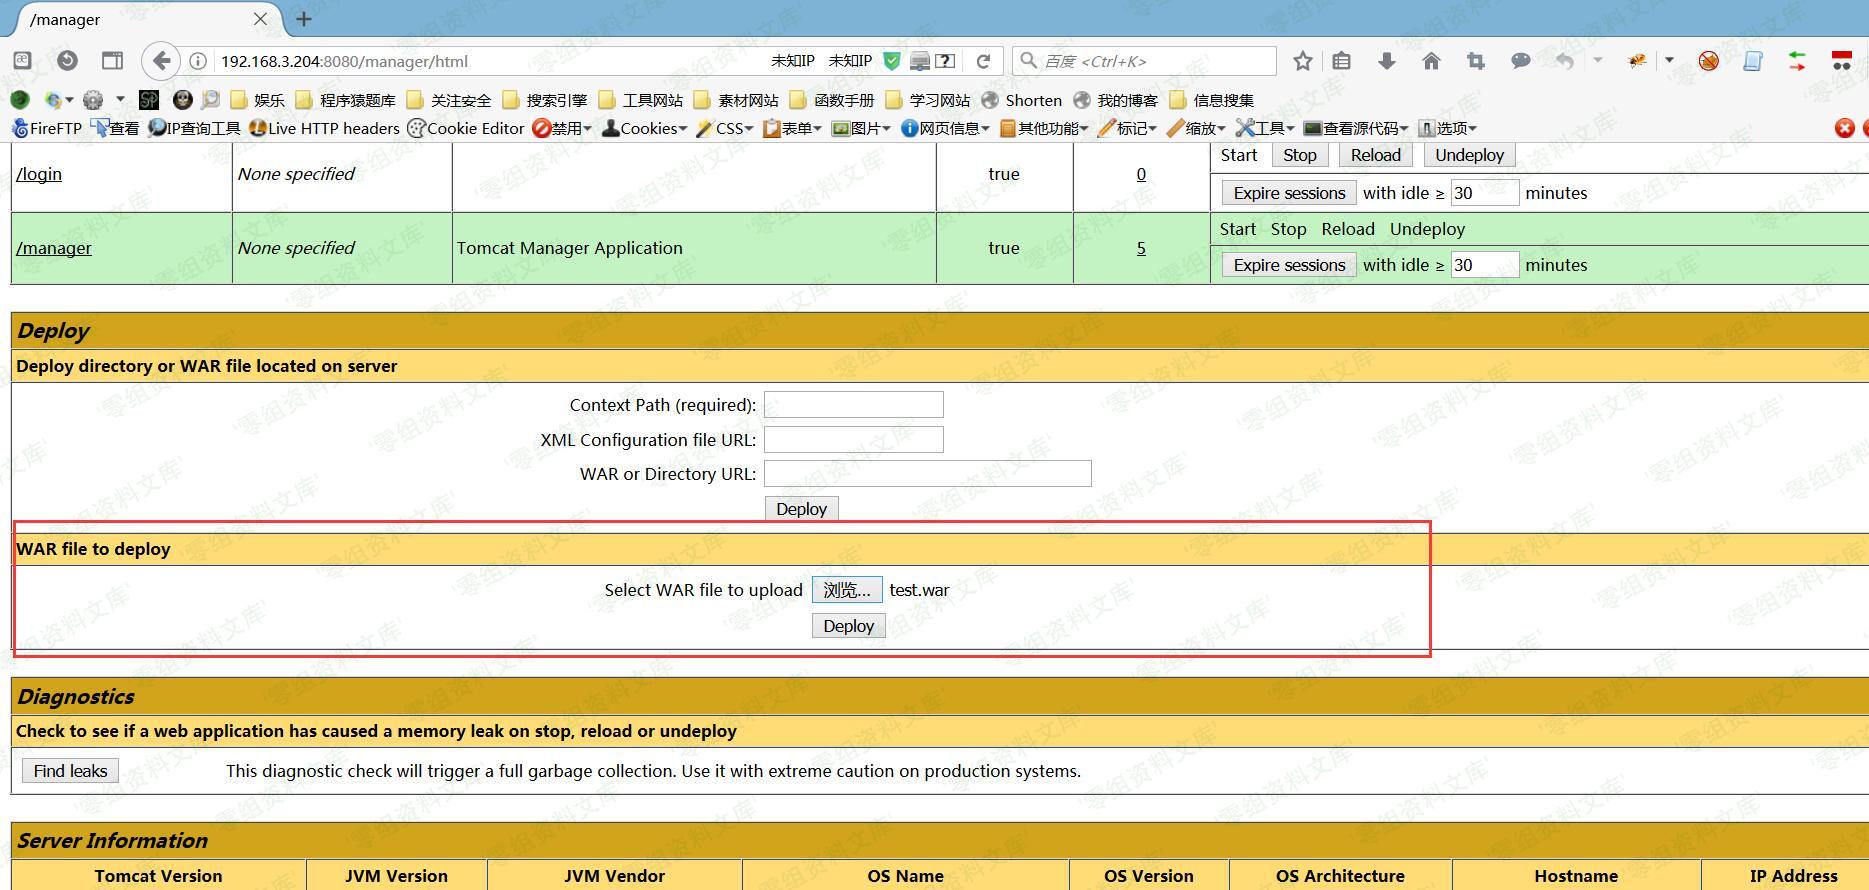 /manager
192.168.3.204:8080/manager/html
未知IP 未知IP
百度 <Ctrl+K>
娱乐 程序猿题库 关注安全 搜索引擎 工具网站 素材网站 函数手册 学习网站 Shorten 我的博客 信息搜集
FireFTP 查看 IP查询工具 Live HTTP headers Cookie Editor 禁用 Cookies CSS 表单 图片 网页信息 其他功能 标记 缩放 工具 查看源代码 选项
/login None specified true 0 Start Stop Reload Undeploy
Expire sessions with idle ≥ 30 minutes
/manager None specified Tomcat Manager Application true 5 Start Stop Reload Undeploy
Expire sessions with idle ≥ 30 minutes
Deploy
Deploy directory or WAR file located on server
Context Path (required):
XML Configuration file URL:
WAR or Directory URL:
Deploy
WAR file to deploy
Select WAR file to upload 浏览... test.war
Deploy
Diagnostics
Check to see if a web application has caused a memory leak on stop, reload or undeploy
Find leaks This diagnostic check will trigger a full garbage collection. Use it with extreme caution on production systems.
Server Information
Tomcat Version JVM Version JVM Vendor OS Name OS Version OS Architecture Hostname IP Address
'零组资料文库'